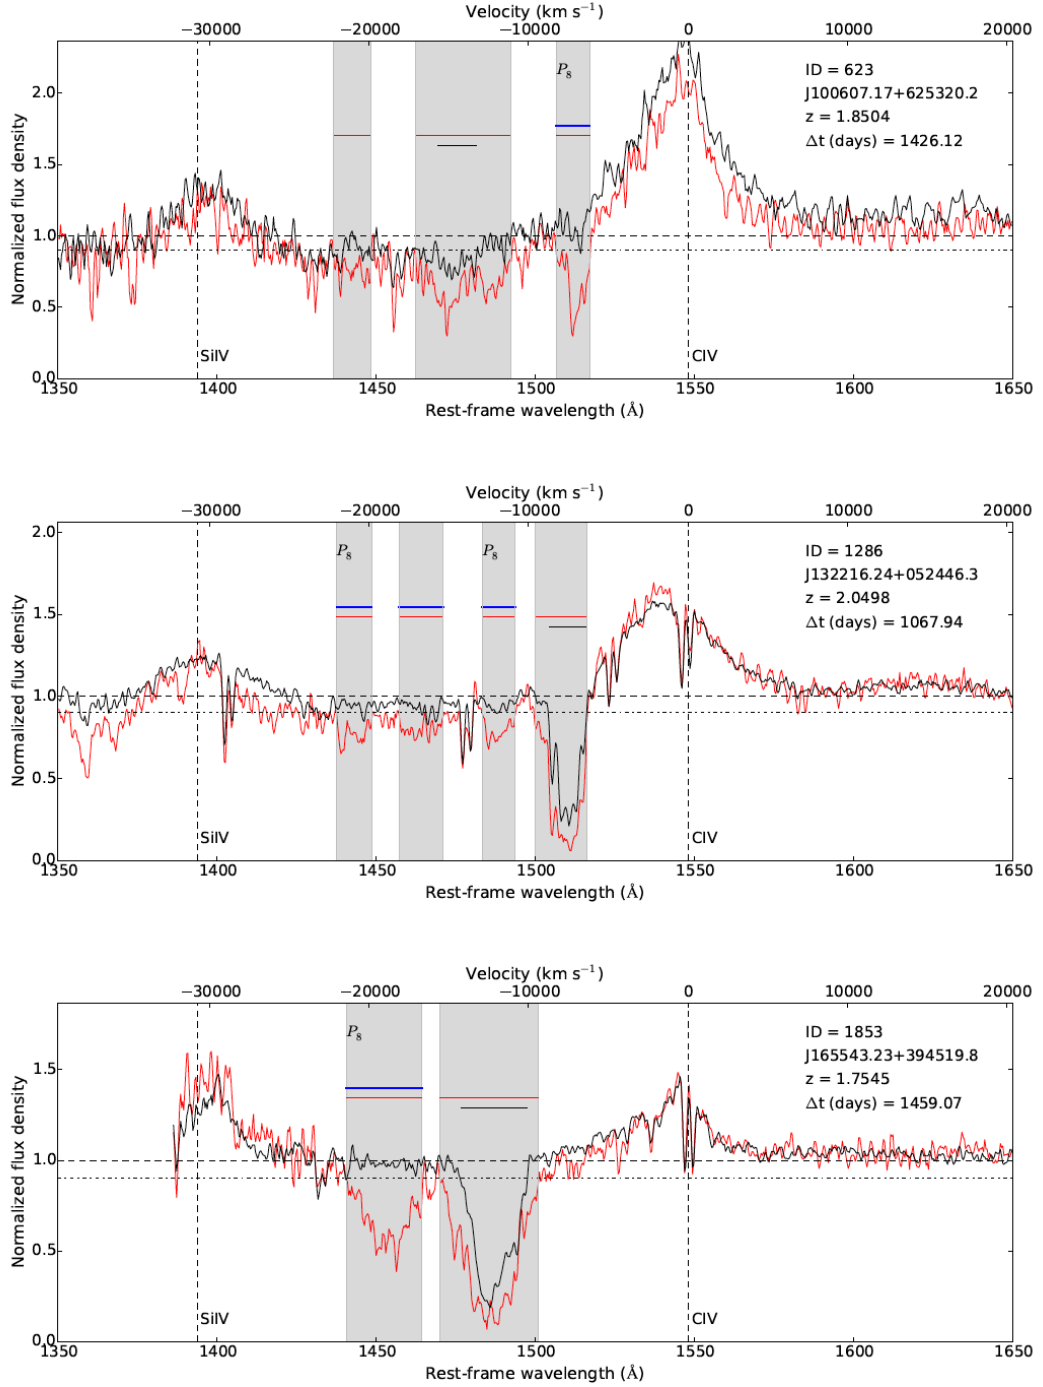 Velocity (km s⁻¹)
−30000 −20000 −10000 0 10000 20000
P₈
ID = 623
J100607.17+625320.2
z = 1.8504
Δt (days) = 1426.12
2.0
1.5
1.0
0.5
0.0
Normalized flux density
SiIV
CIV
1350 1400 1450 1500 1550 1600 1650
Rest-frame wavelength (Å)
Velocity (km s⁻¹)
−30000 −20000 −10000 0 10000 20000
P₈ P₈
ID = 1286
J132216.24+052446.3
z = 2.0498
Δt (days) = 1067.94
2.0
1.5
1.0
0.5
0.0
Normalized flux density
SiIV
CIV
1350 1400 1450 1500 1550 1600 1650
Rest-frame wavelength (Å)
Velocity (km s⁻¹)
−30000 −20000 −10000 0 10000 20000
P₈
ID = 1853
J165543.23+394519.8
z = 1.7545
Δt (days) = 1459.07
1.5
1.0
0.5
0.0
Normalized flux density
SiIV
CIV
1350 1400 1450 1500 1550 1600 1650
Rest-frame wavelength (Å)